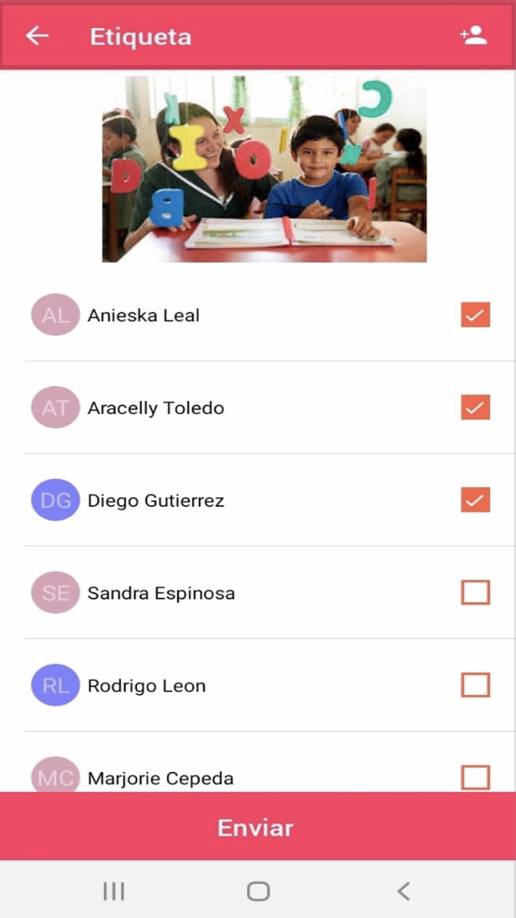 Etiqueta
AL Anieska Leal
AT Aracelly Toledo
DG Diego Gutierrez
SE Sandra Espinosa
RL Rodrigo Leon
MC Marjorie Cepeda
Enviar